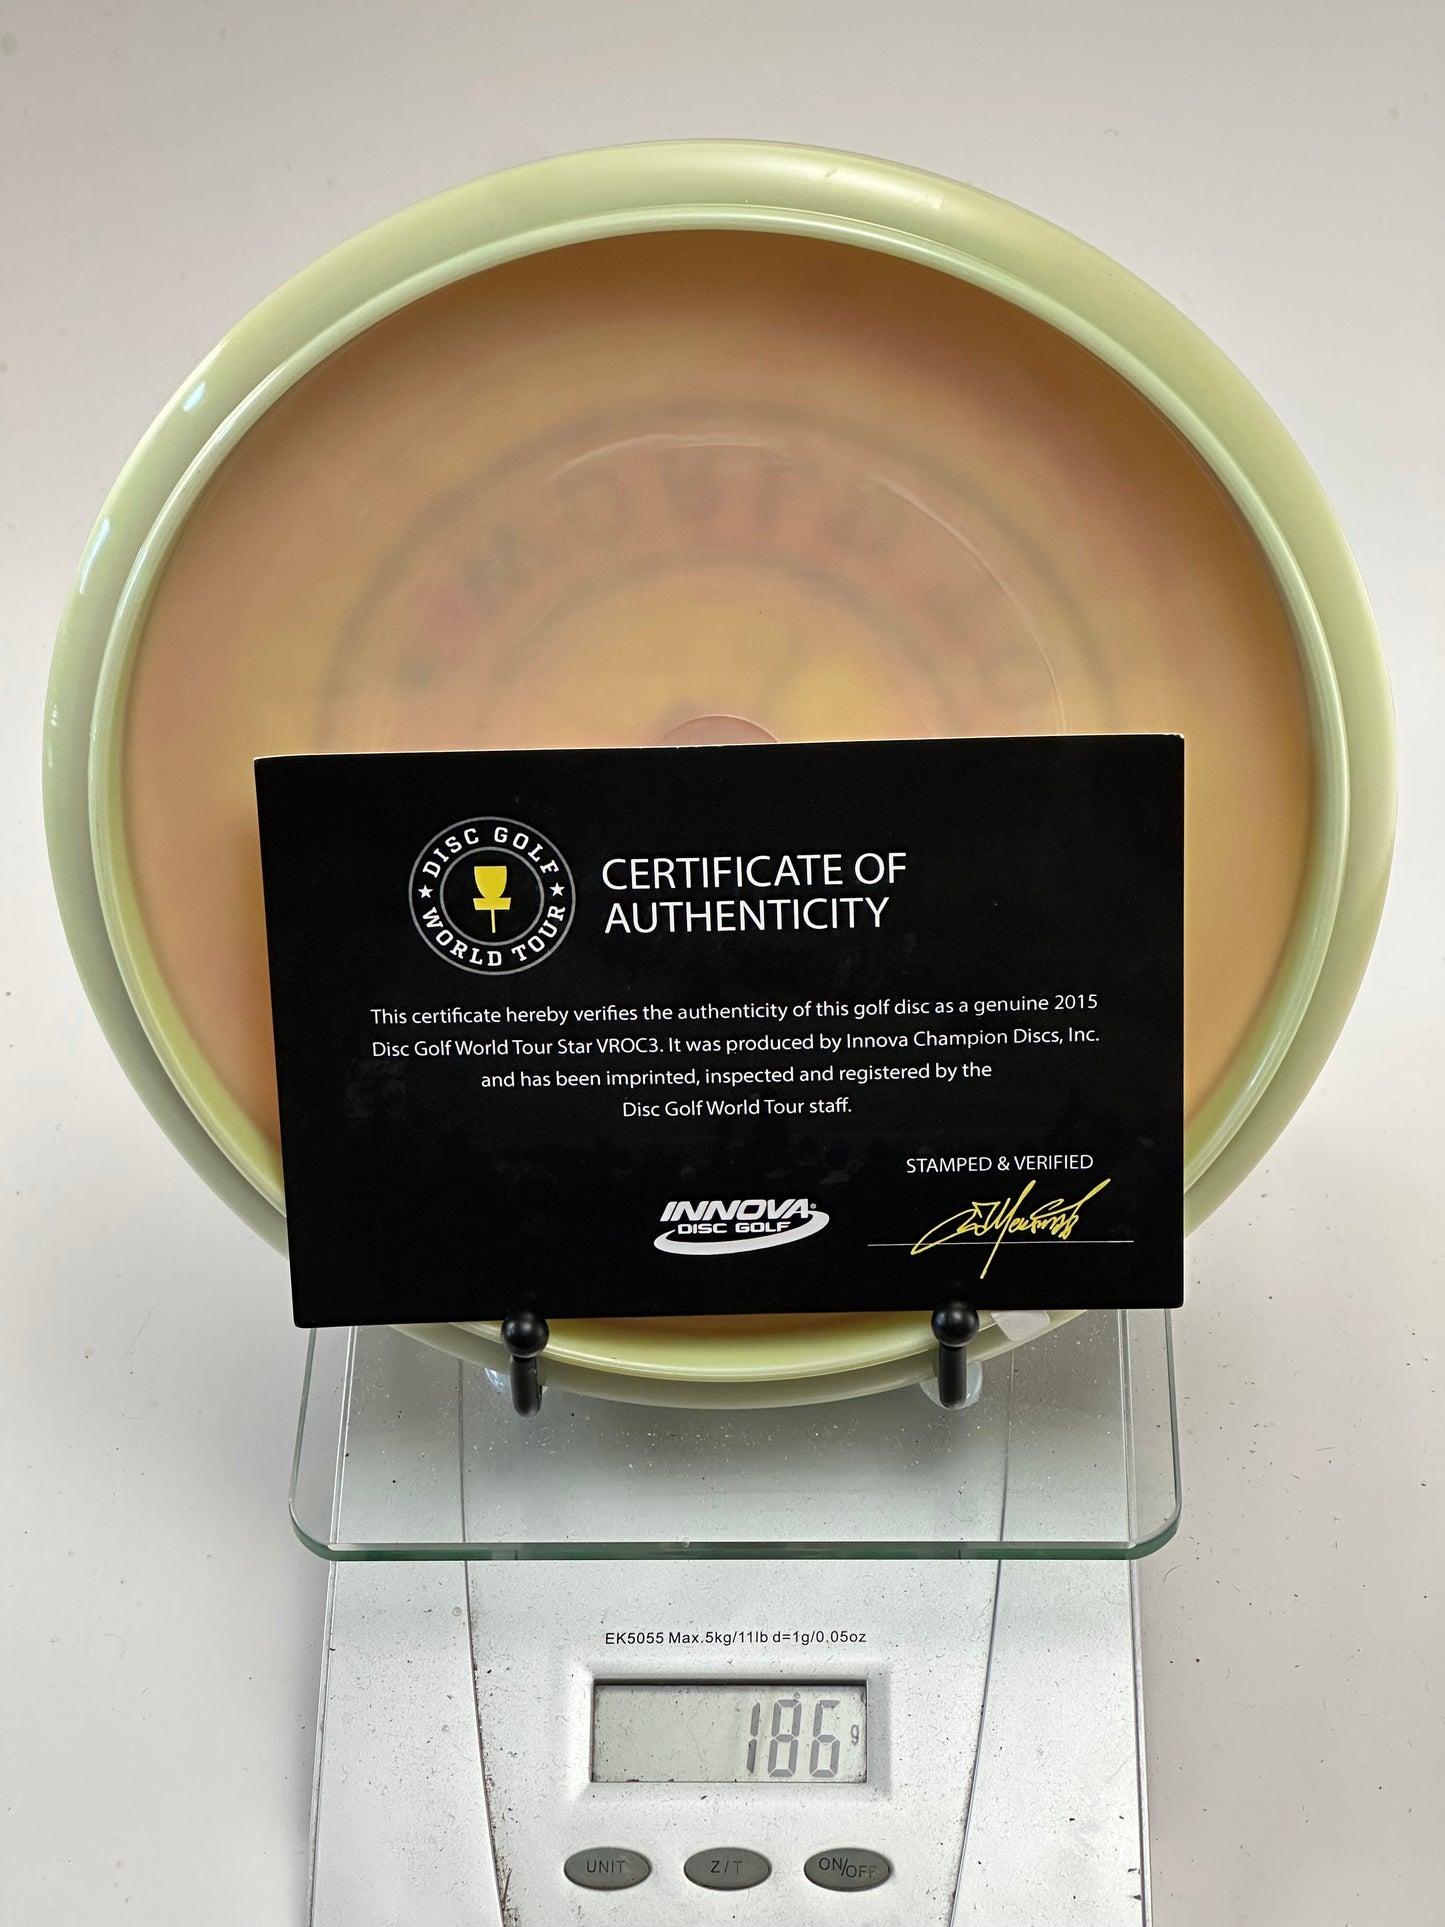 DISC GOLF
WORLD TOUR
CERTIFICATE OF
AUTHENTICITY
This certificate hereby verifies the authenticity of this golf disc as a genuine 2015
Disc Golf World Tour Star VROC3. It was produced by Innova Champion Discs, Inc.
and has been imprinted, inspected and registered by the
Disc Golf World Tour staff.
STAMPED & VERIFIED
INNOVA®
DISC GOLF
EK5055 Max.5kg/11lb d=1g/0.05oz
186 g
UNIT
Z/T
ON/OFF